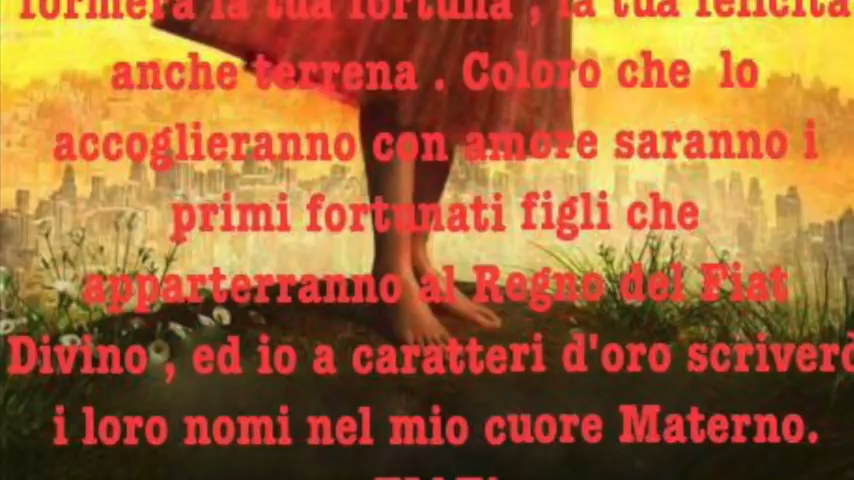 formerà la tua fortuna , la tua felicità
anche terrena . Coloro che lo
accoglieranno con amore saranno i
primi fortunati figli che
apparterranno al Regno del Fiat
Divino , ed io a caratteri d'oro scriverò
i loro nomi nel mio cuore Materno.